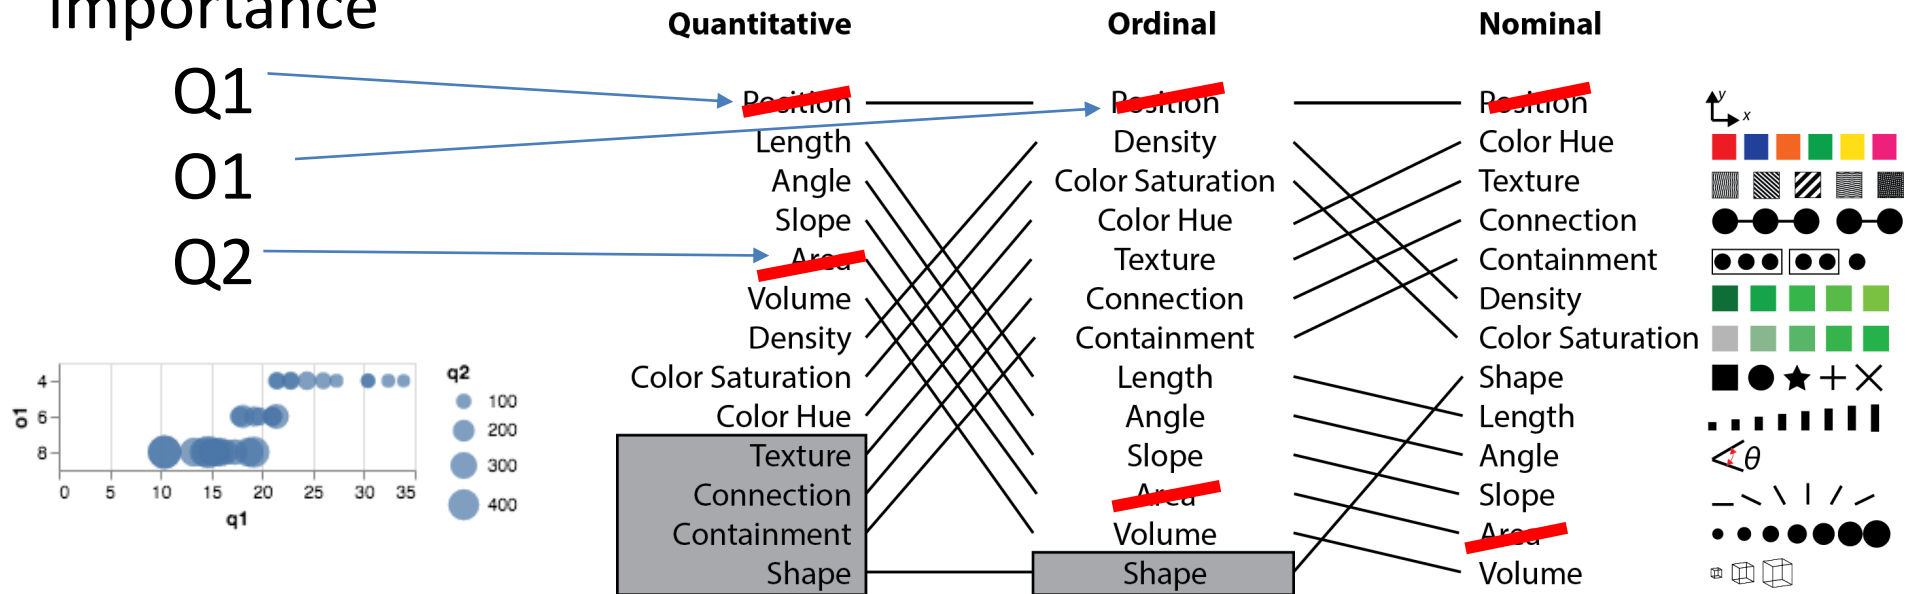 Importance
Q1
O1
Q2
o1
4
6
8
0 5 10 15 20 25 30 35
q1
q2
100
200
300
400
Quantitative
Position
Length
Angle
Slope
Area
Volume
Density
Color Saturation
Color Hue
Texture
Connection
Containment
Shape
Ordinal
Position
Density
Color Saturation
Color Hue
Texture
Connection
Containment
Length
Angle
Slope
Area
Volume
Shape
Nominal
Position
Color Hue
Texture
Connection
Containment
Density
Color Saturation
Shape
Length
Angle
Slope
Area
Volume
y
x
θ